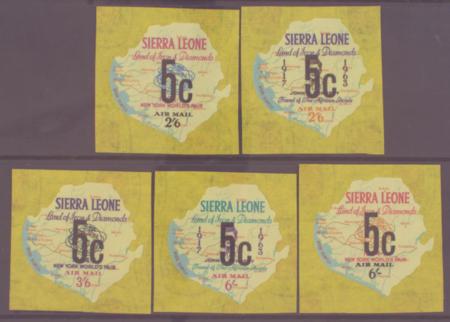 SIERRA LEONE
Land of Iron & Diamonds
5c
NEW YORK WORLD'S FAIR
AIR MAIL
2/6
SIERRA LEONE
Land of Iron & Diamonds
1917 5c 1963
AIR MAIL
2/6
SIERRA LEONE
Land of Iron & Diamonds
5c
NEW YORK WORLD'S FAIR
AIR MAIL
3/6
SIERRA LEONE
Land of Iron & Diamonds
1917 5c 1963
AIR MAIL
6/-
SIERRA LEONE
Land of Iron & Diamonds
5c
NEW YORK WORLD'S FAIR
AIR MAIL
6/-